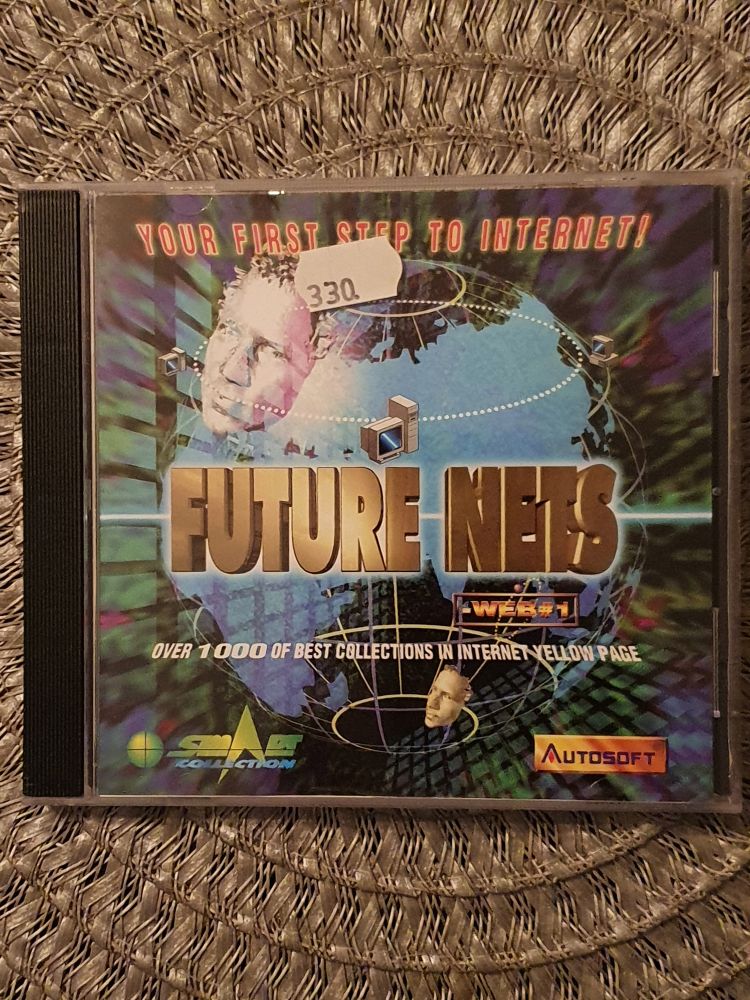 YOUR FIRST STEP TO INTERNET!
330
FUTURE NETS
WEB#1
OVER 1000 OF BEST COLLECTIONS IN INTERNET YELLOW PAGE
SMART
COLLECTION
AUTOSOFT